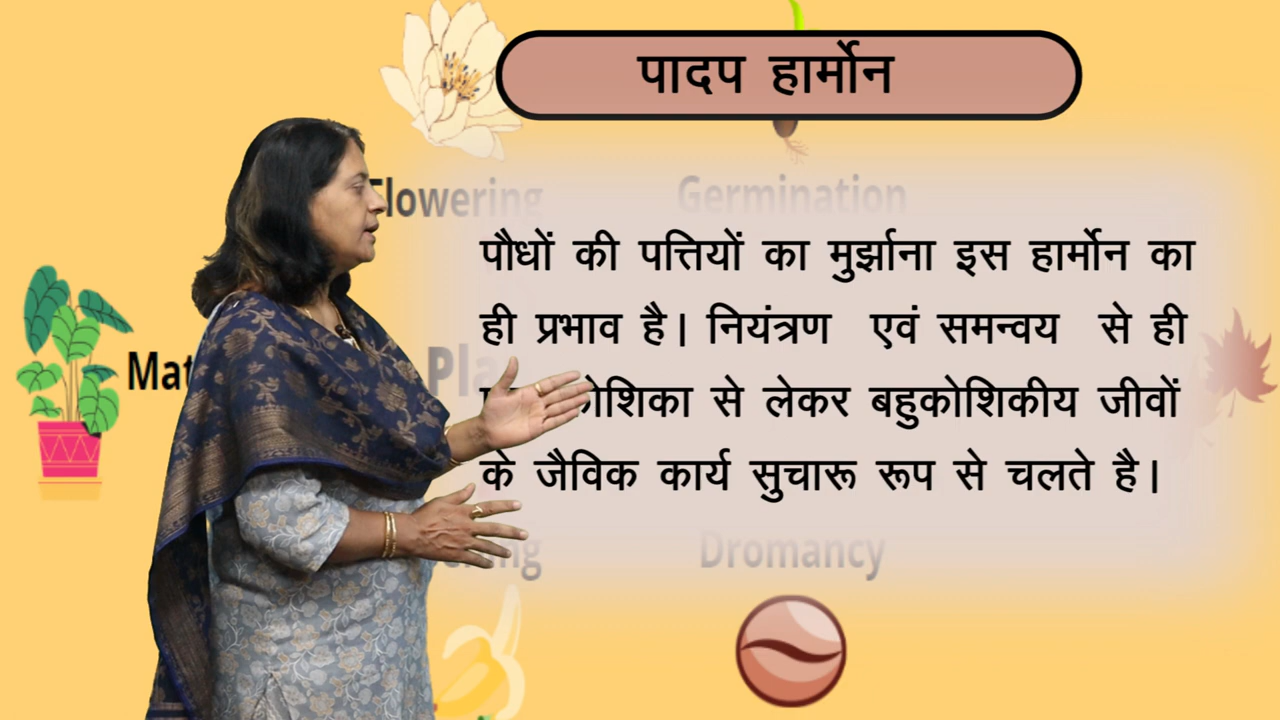 पादप हार्मोन
Flowering Germination
पौधों की पत्तियों का मुर्झाना इस हार्मोन का
ही प्रभाव है। नियंत्रण एवं समन्वय से ही
से लेकर बहुकोशिकीय जीवों
के जैविक कार्य सुचारू रूप से चलते है।
Dromancy